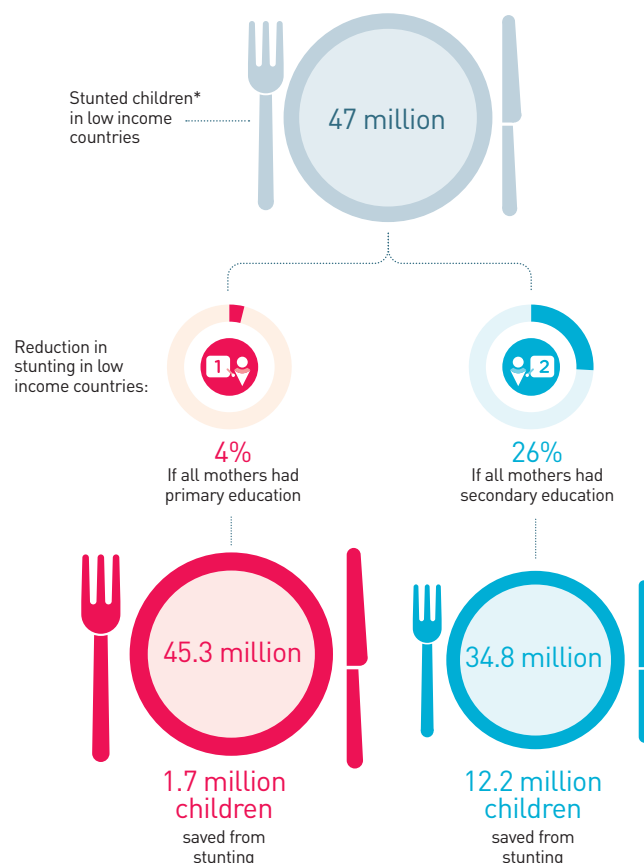 Stunted children*
in low income
countries
47 million
Reduction in
stunting in low
income countries:
1
2
4%
If all mothers had
primary education
26%
If all mothers had
secondary education
45.3 million
34.8 million
1.7 million
children
saved from
stunting
12.2 million
children
saved from
stunting